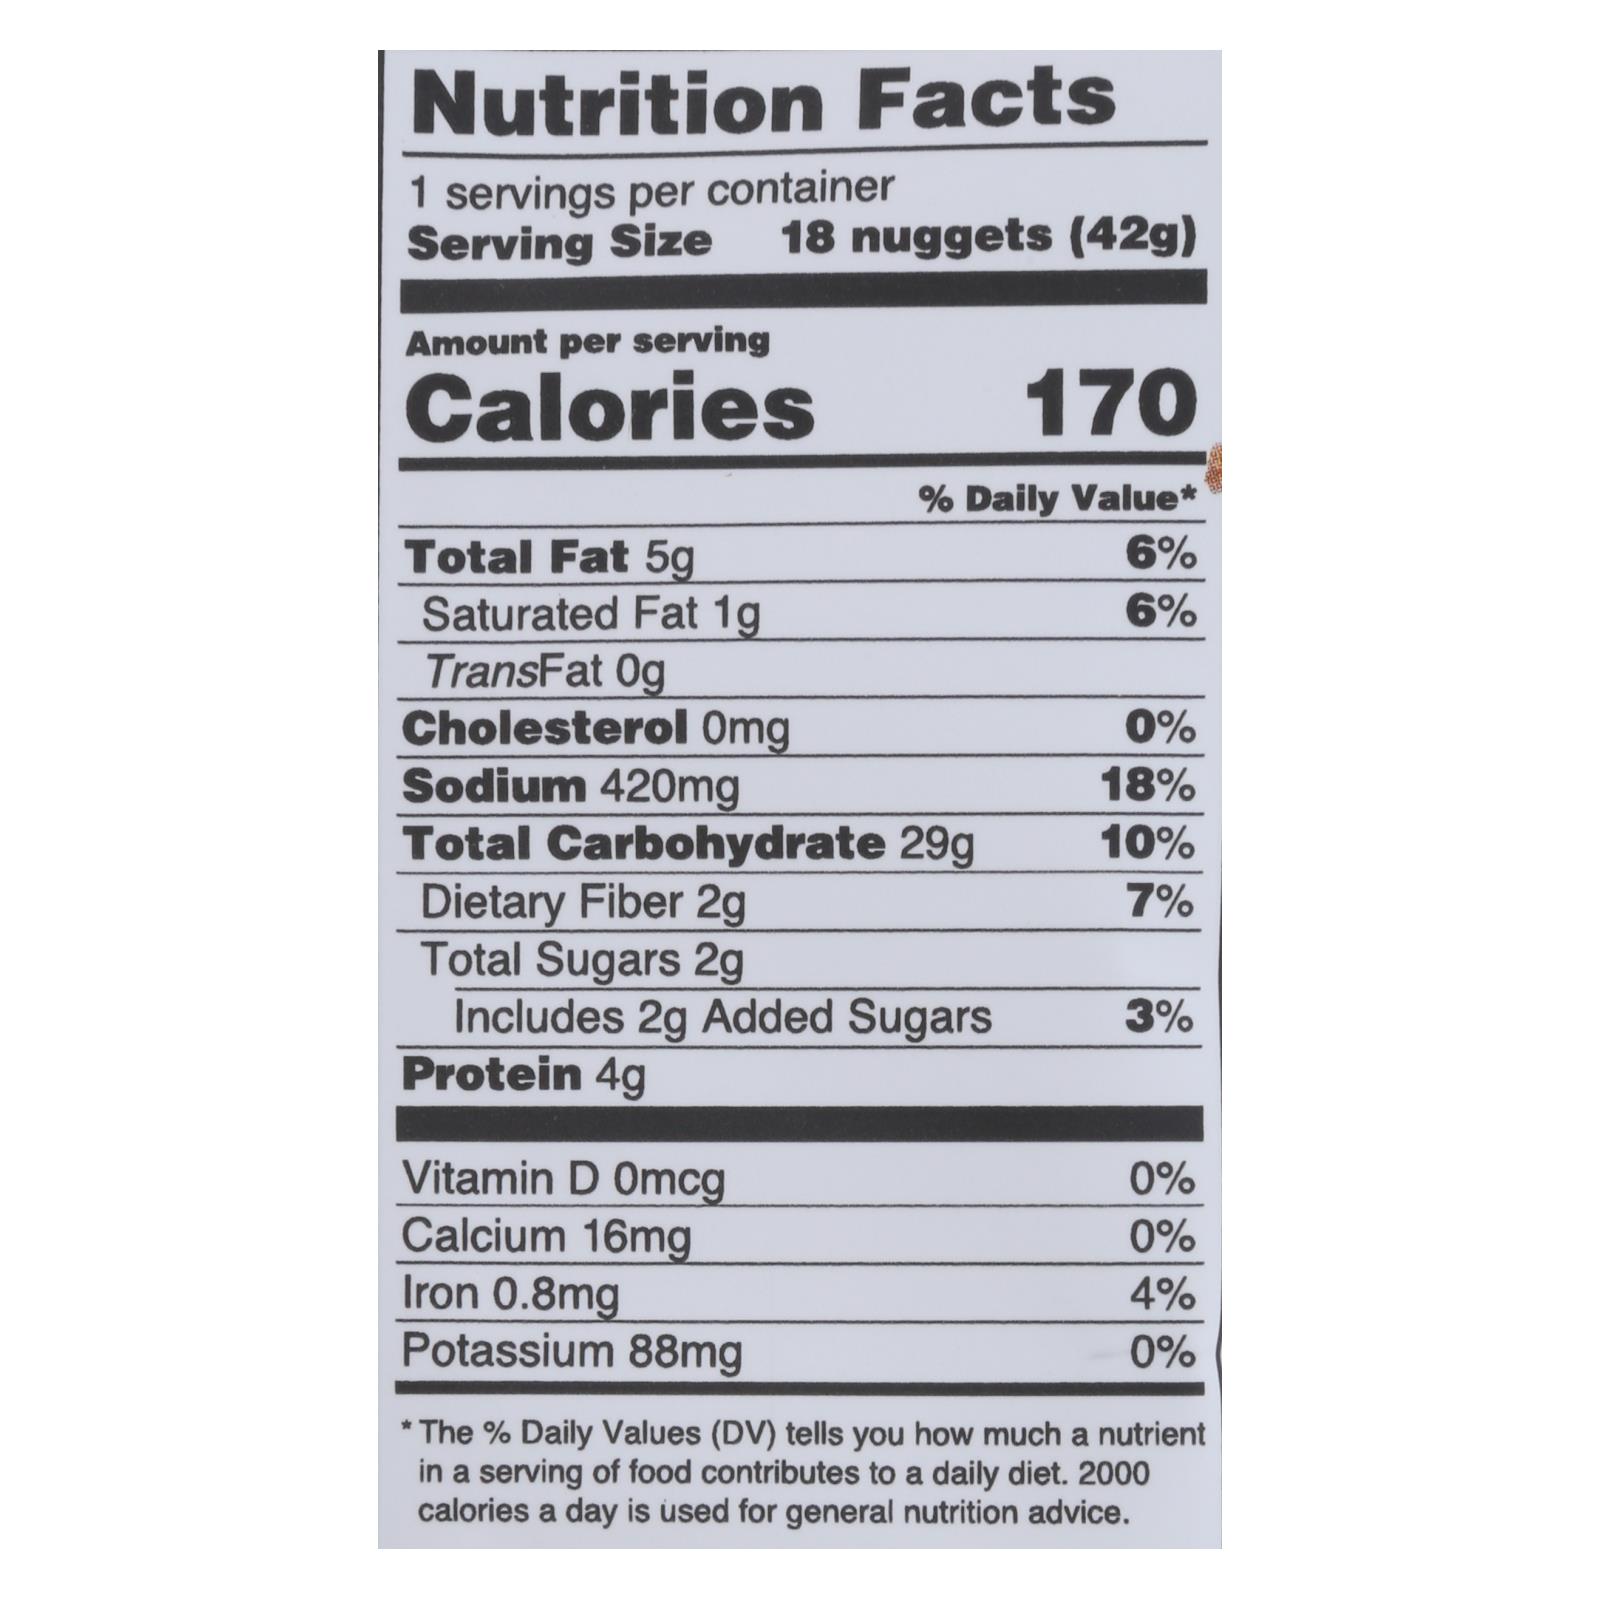 Nutrition Facts
1 servings per container
Serving Size 18 nuggets (42g)
Amount per serving
Calories 170
% Daily Value*
Total Fat 5g 6%
Saturated Fat 1g 6%
TransFat 0g
Cholesterol 0mg 0%
Sodium 420mg 18%
Total Carbohydrate 29g 10%
Dietary Fiber 2g 7%
Total Sugars 2g
Includes 2g Added Sugars 3%
Protein 4g
Vitamin D 0mcg 0%
Calcium 16mg 0%
Iron 0.8mg 4%
Potassium 88mg 0%
* The % Daily Values (DV) tells you how much a nutrient
in a serving of food contributes to a daily diet. 2000
calories a day is used for general nutrition advice.